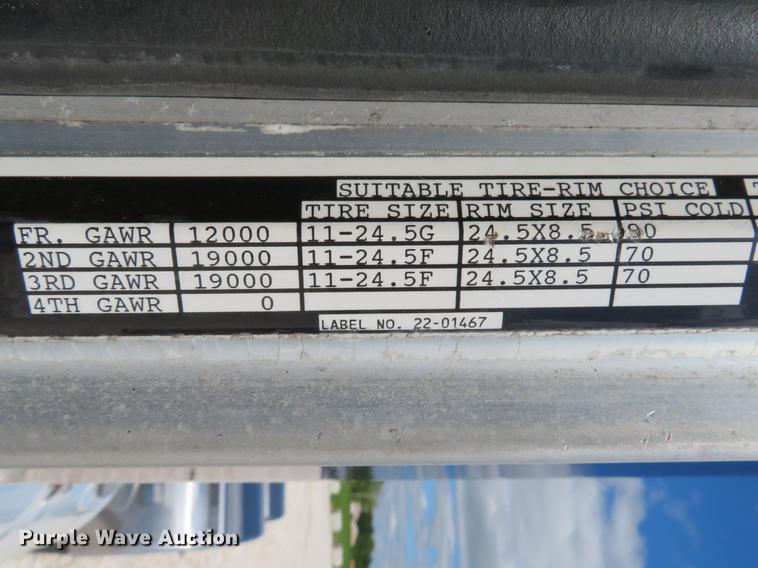 SUITABLE TIRE-RIM CHOICE
TIRE SIZE RIM SIZE PSI COLD
FR. GAWR 12000 11-24.5G 24.5X8.5
2ND GAWR 19000 11-24.5F 24.5X8.5 70
3RD GAWR 19000 11-24.5F 24.5X8.5 70
4TH GAWR 0
LABEL NO. 22-01467
Purple Wave Auction